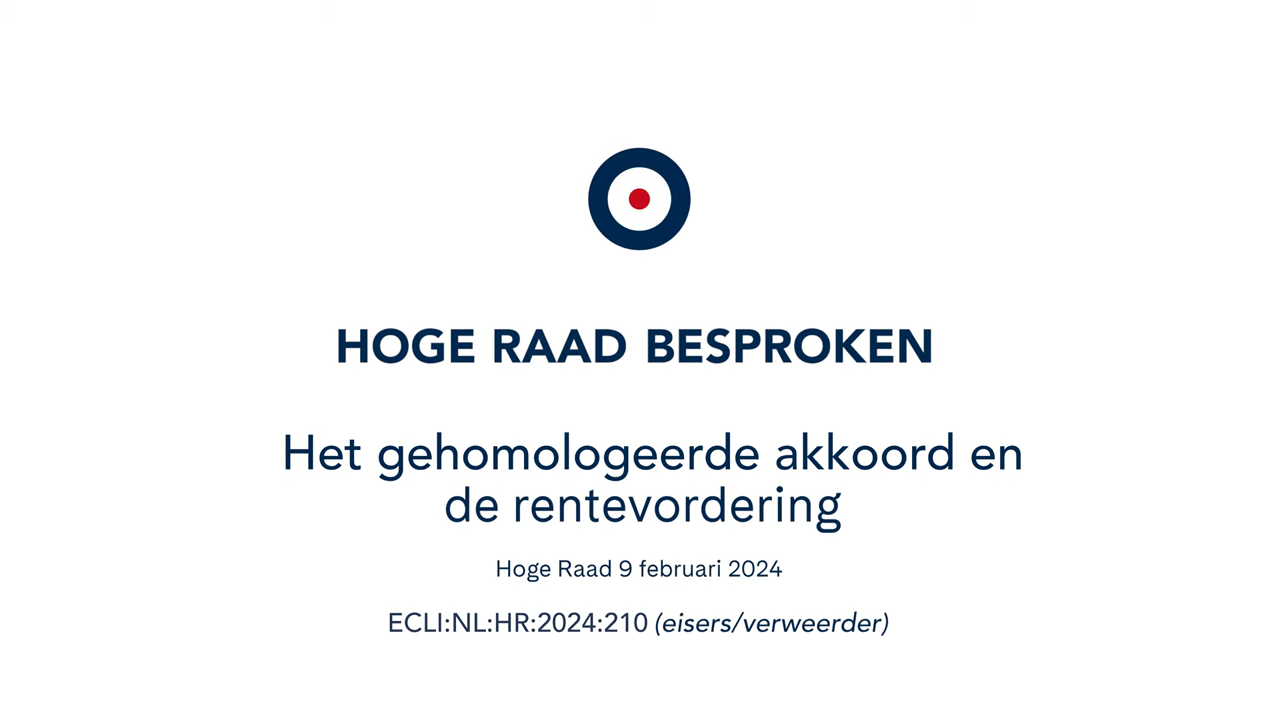 HOGE RAAD BESPROKEN
Het gehomologeerde akkoord en
de rentevordering
Hoge Raad 9 februari 2024
ECLI:NL:HR:2024:210 (eisers/verweerder)